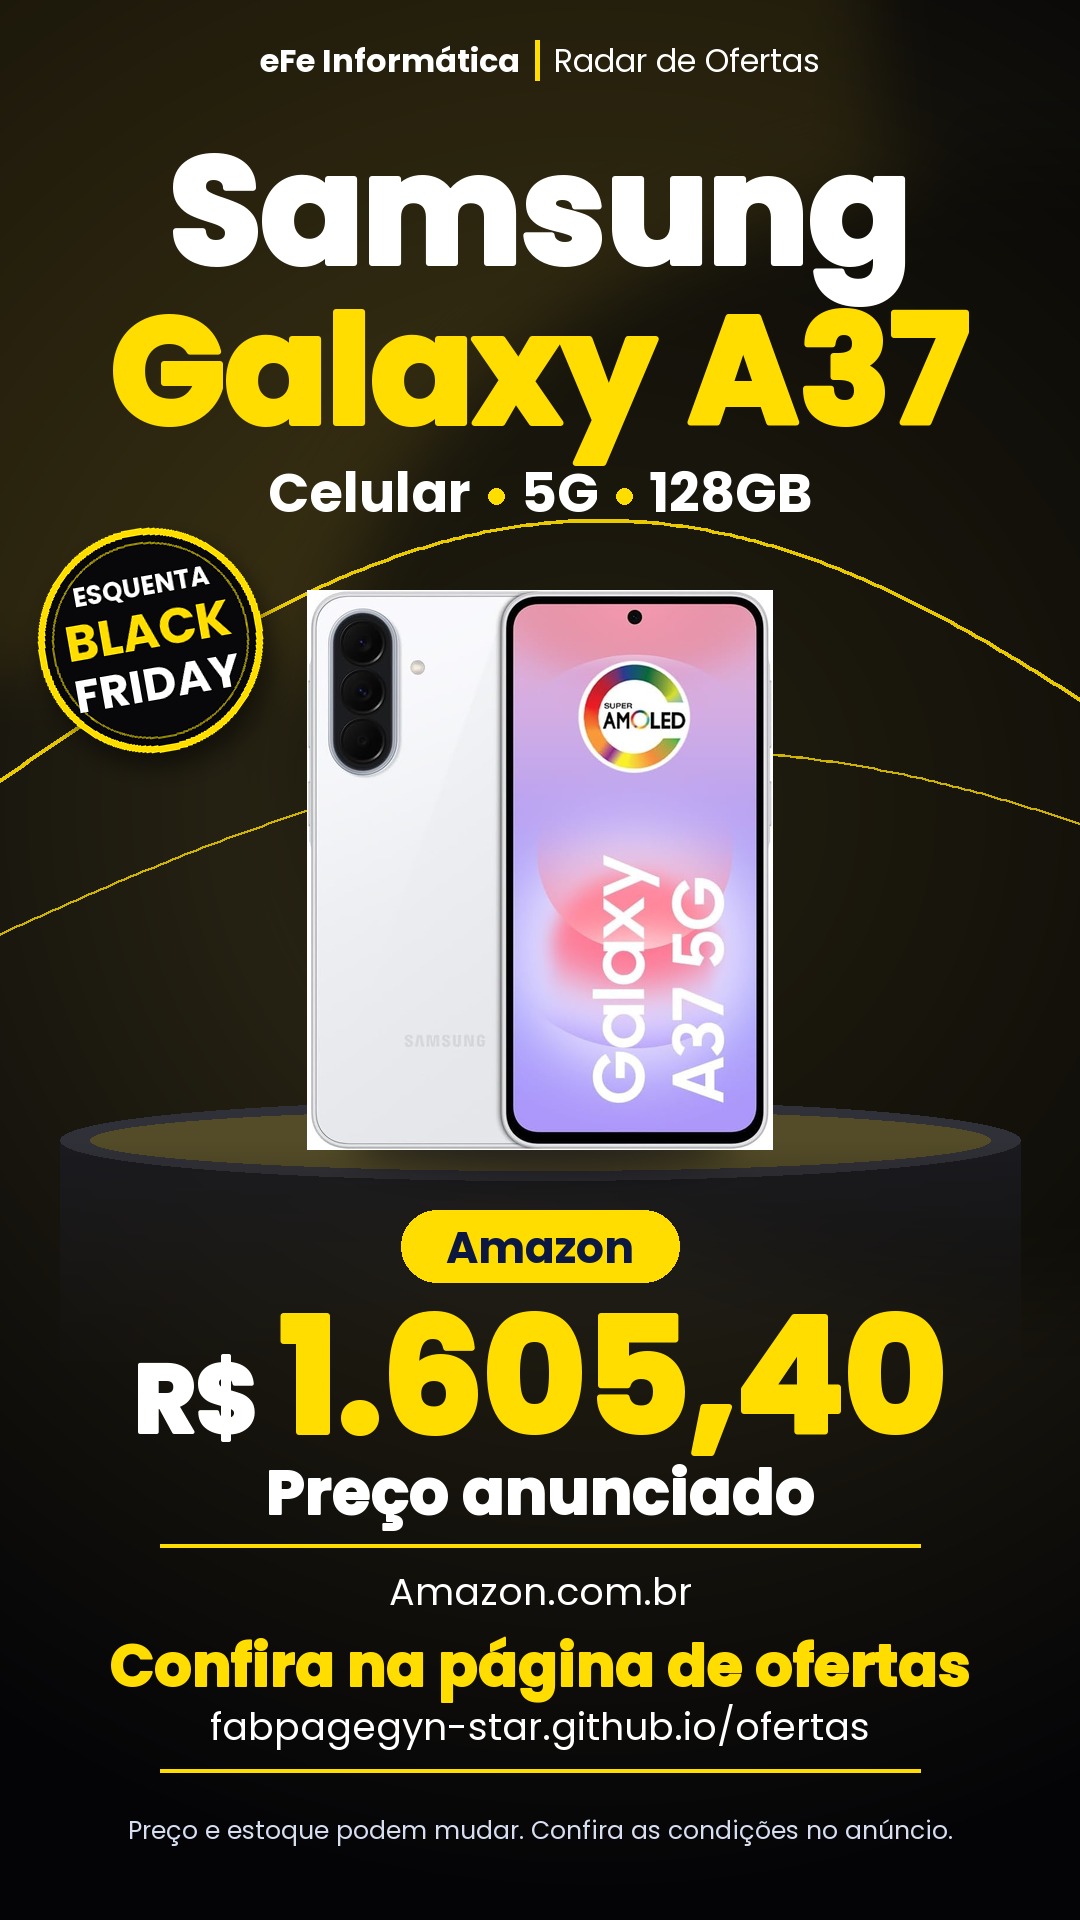 eFe Informática | Radar de Ofertas
Samsung
Galaxy A37
Celular • 5G • 128GB
ESQUENTA
BLACK
FRIDAY
SUPER
AMOLED
Galaxy
A37 5G
SAMSUNG
Amazon
R$ 1.605,40
Preço anunciado
Amazon.com.br
Confira na página de ofertas
fabpagegyn-star.github.io/ofertas
Preço e estoque podem mudar. Confira as condições no anúncio.